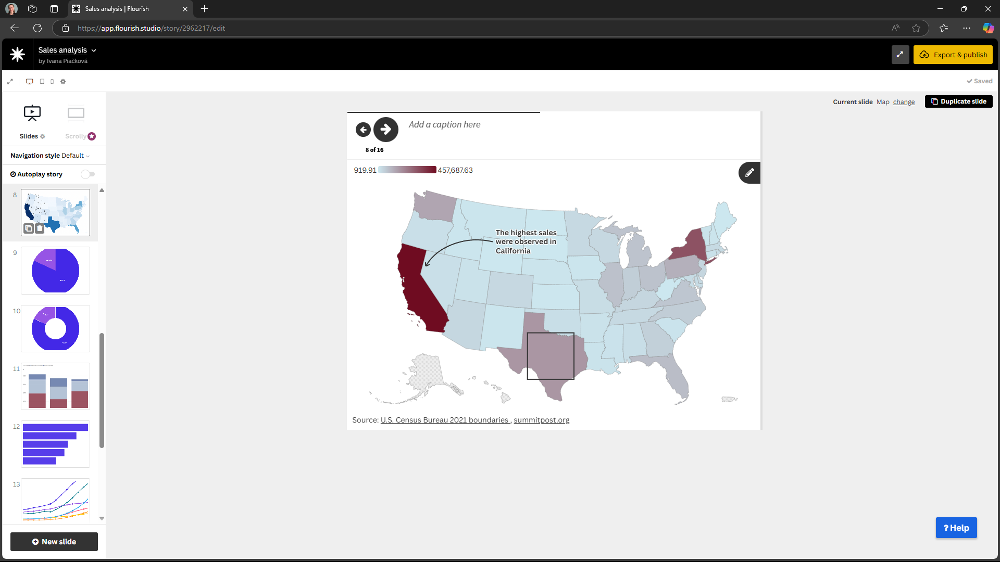 Sales analysis | Flourish
https://app.flourish.studio/story/2962217/edit
Sales analysis
by Ivana Piačková
Export & publish
Saved
Current slide Map change
Duplicate slide
Slides
Scrolly
Navigation style Default
Autoplay story
8
9
10
11
12
13
New slide
Add a caption here
8 of 16
919.91
457,687.63
The highest sales
were observed in
California
Source: U.S. Census Bureau 2021 boundaries , summitpost.org
? Help